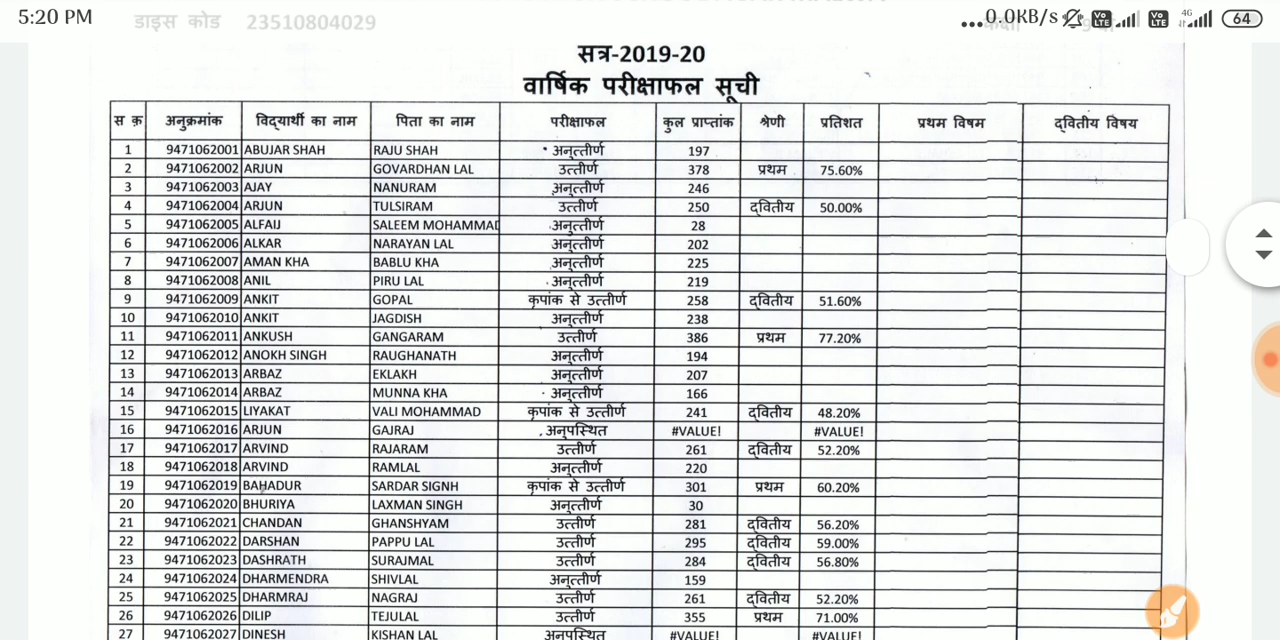 5:20 PM ...0.0KB/s Vo LTE Vo LTE 4G 64
डाइस कोड 23510804029
सत्र-2019-20
वार्षिक परीक्षाफल सूची
स क्र अनुक्रमांक विद्यार्थी का नाम पिता का नाम परीक्षाफल कुल प्राप्तांक श्रेणी प्रतिशत प्रथम विषम द्वितीय विषय
1 9471062001 ABUJAR SHAH RAJU SHAH अनुत्तीर्ण 197
2 9471062002 ARJUN GOVARDHAN LAL उत्तीर्ण 378 प्रथम 75.60%
3 9471062003 AJAY NANURAM अनुत्तीर्ण 246
4 9471062004 ARJUN TULSIRAM उत्तीर्ण 250 द्वितीय 50.00%
5 9471062005 ALFAIJ SALEEM MOHAMMAD अनुत्तीर्ण 28
6 9471062006 ALKAR NARAYAN LAL अनुत्तीर्ण 202
7 9471062007 AMAN KHA BABLU KHA अनुत्तीर्ण 225
8 9471062008 ANIL PIRU LAL अनुत्तीर्ण 219
9 9471062009 ANKIT GOPAL कृपांक से उत्तीर्ण 258 द्वितीय 51.60%
10 9471062010 ANKIT JAGDISH अनुत्तीर्ण 238
11 9471062011 ANKUSH GANGARAM उत्तीर्ण 386 प्रथम 77.20%
12 9471062012 ANOKH SINGH RAUGHANATH अनुत्तीर्ण 194
13 9471062013 ARBAZ EKLAKH अनुत्तीर्ण 207
14 9471062014 ARBAZ MUNNA KHA अनुत्तीर्ण 166
15 9471062015 LIYAKAT VALI MOHAMMAD कृपांक से उत्तीर्ण 241 द्वितीय 48.20%
16 9471062016 ARJUN GAJRAJ अनुपस्थित #VALUE! #VALUE!
17 9471062017 ARVIND RAJARAM उत्तीर्ण 261 द्वितीय 52.20%
18 9471062018 ARVIND RAMLAL अनुत्तीर्ण 220
19 9471062019 BAHADUR SARDAR SIGNH कृपांक से उत्तीर्ण 301 प्रथम 60.20%
20 9471062020 BHURIYA LAXMAN SINGH अनुत्तीर्ण 30
21 9471062021 CHANDAN GHANSHYAM उत्तीर्ण 281 द्वितीय 56.20%
22 9471062022 DARSHAN PAPPU LAL उत्तीर्ण 295 द्वितीय 59.00%
23 9471062023 DASHRATH SURAJMAL उत्तीर्ण 284 द्वितीय 56.80%
24 9471062024 DHARMENDRA SHIVLAL अनुत्तीर्ण 159
25 9471062025 DHARMRAJ NAGRAJ उत्तीर्ण 261 द्वितीय 52.20%
26 9471062026 DILIP TEJULAL उत्तीर्ण 355 प्रथम 71.00%
27 9471062027 DINESH KISHAN LAL अनुपस्थित #VALUE! #VALUE!